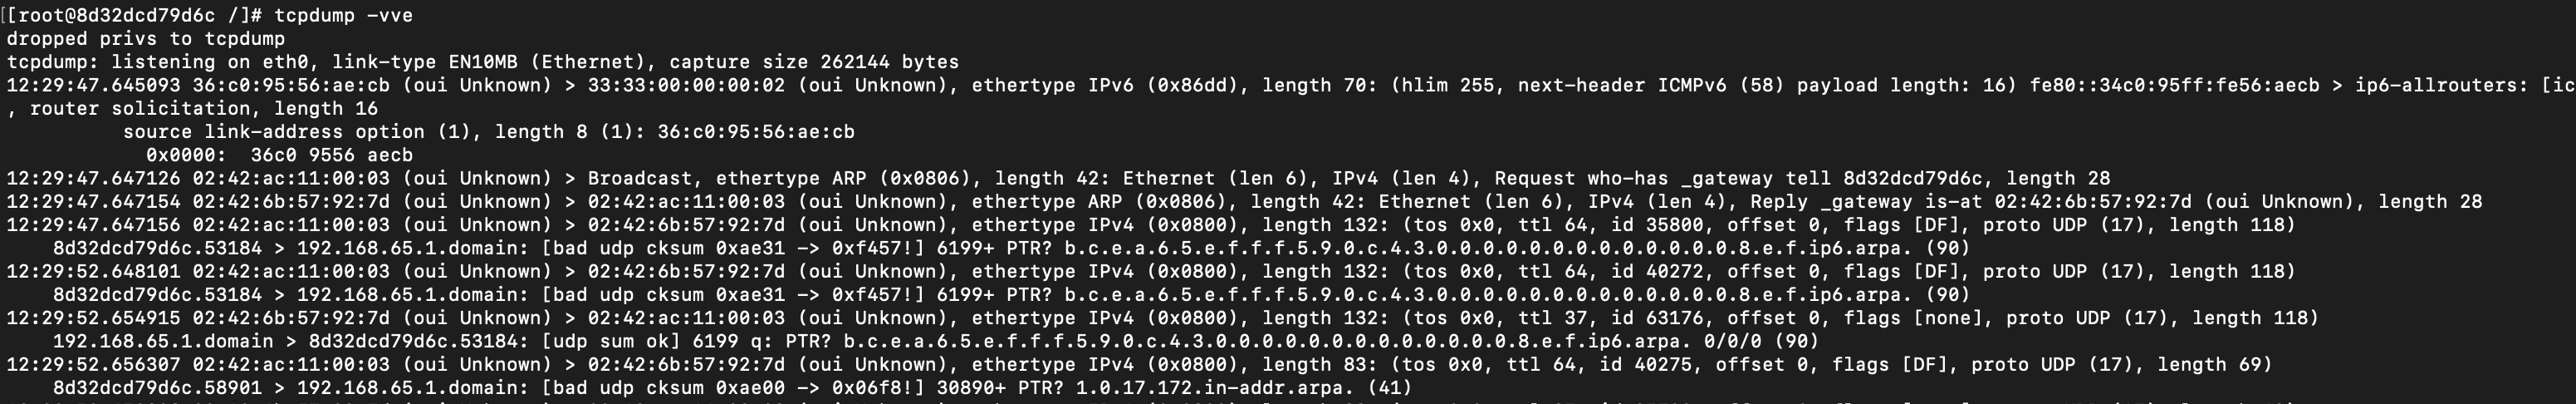 [[root@8d32dcd79d6c /]# tcpdump -vve
dropped privs to tcpdump
tcpdump: listening on eth0, link-type EN10MB (Ethernet), capture size 262144 bytes
12:29:47.645093 36:c0:95:56:ae:cb (oui Unknown) > 33:33:00:00:00:02 (oui Unknown), ethertype IPv6 (0x86dd), length 70: (hlim 255, next-header ICMPv6 (58) payload length: 16) fe80::34c0:95ff:fe56:aecb > ip6-allrouters: [ic
, router solicitation, length 16
source link-address option (1), length 8 (1): 36:c0:95:56:ae:cb
0x0000: 36c0 9556 aecb
12:29:47.647126 02:42:ac:11:00:03 (oui Unknown) > Broadcast, ethertype ARP (0x0806), length 42: Ethernet (len 6), IPv4 (len 4), Request who-has _gateway tell 8d32dcd79d6c, length 28
12:29:47.647154 02:42:6b:57:92:7d (oui Unknown) > 02:42:ac:11:00:03 (oui Unknown), ethertype ARP (0x0806), length 42: Ethernet (len 6), IPv4 (len 4), Reply _gateway is-at 02:42:6b:57:92:7d (oui Unknown), length 28
12:29:47.647156 02:42:ac:11:00:03 (oui Unknown) > 02:42:6b:57:92:7d (oui Unknown), ethertype IPv4 (0x0800), length 132: (tos 0x0, ttl 64, id 35800, offset 0, flags [DF], proto UDP (17), length 118)
8d32dcd79d6c.53184 > 192.168.65.1.domain: [bad udp cksum 0xae31 -> 0xf457!] 6199+ PTR? b.c.e.a.6.5.e.f.f.f.5.9.0.c.4.3.0.0.0.0.0.0.0.0.0.0.0.0.0.8.e.f.ip6.arpa. (90)
12:29:52.648101 02:42:ac:11:00:03 (oui Unknown) > 02:42:6b:57:92:7d (oui Unknown), ethertype IPv4 (0x0800), length 132: (tos 0x0, ttl 64, id 40272, offset 0, flags [DF], proto UDP (17), length 118)
8d32dcd79d6c.53184 > 192.168.65.1.domain: [bad udp cksum 0xae31 -> 0xf457!] 6199+ PTR? b.c.e.a.6.5.e.f.f.f.5.9.0.c.4.3.0.0.0.0.0.0.0.0.0.0.0.0.0.8.e.f.ip6.arpa. (90)
12:29:52.654915 02:42:6b:57:92:7d (oui Unknown) > 02:42:ac:11:00:03 (oui Unknown), ethertype IPv4 (0x0800), length 132: (tos 0x0, ttl 37, id 63176, offset 0, flags [none], proto UDP (17), length 118)
192.168.65.1.domain > 8d32dcd79d6c.53184: [udp sum ok] 6199 q: PTR? b.c.e.a.6.5.e.f.f.f.5.9.0.c.4.3.0.0.0.0.0.0.0.0.0.0.0.0.0.8.e.f.ip6.arpa. 0/0/0 (90)
12:29:52.656307 02:42:ac:11:00:03 (oui Unknown) > 02:42:6b:57:92:7d (oui Unknown), ethertype IPv4 (0x0800), length 83: (tos 0x0, ttl 64, id 40275, offset 0, flags [DF], proto UDP (17), length 69)
8d32dcd79d6c.58901 > 192.168.65.1.domain: [bad udp cksum 0xae00 -> 0x06f8!] 30890+ PTR? 1.0.17.172.in-addr.arpa. (41)